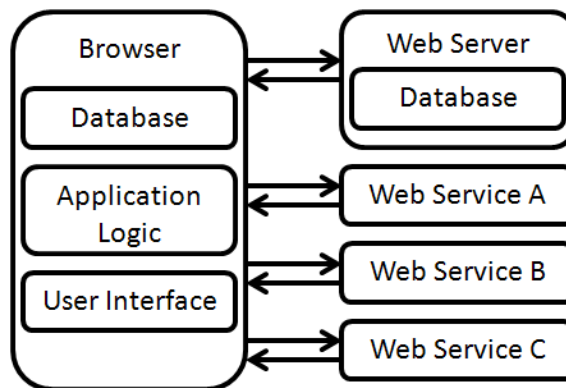 Browser
Database
Application
Logic
User Interface
Web Server
Database
Web Service A
Web Service B
Web Service C